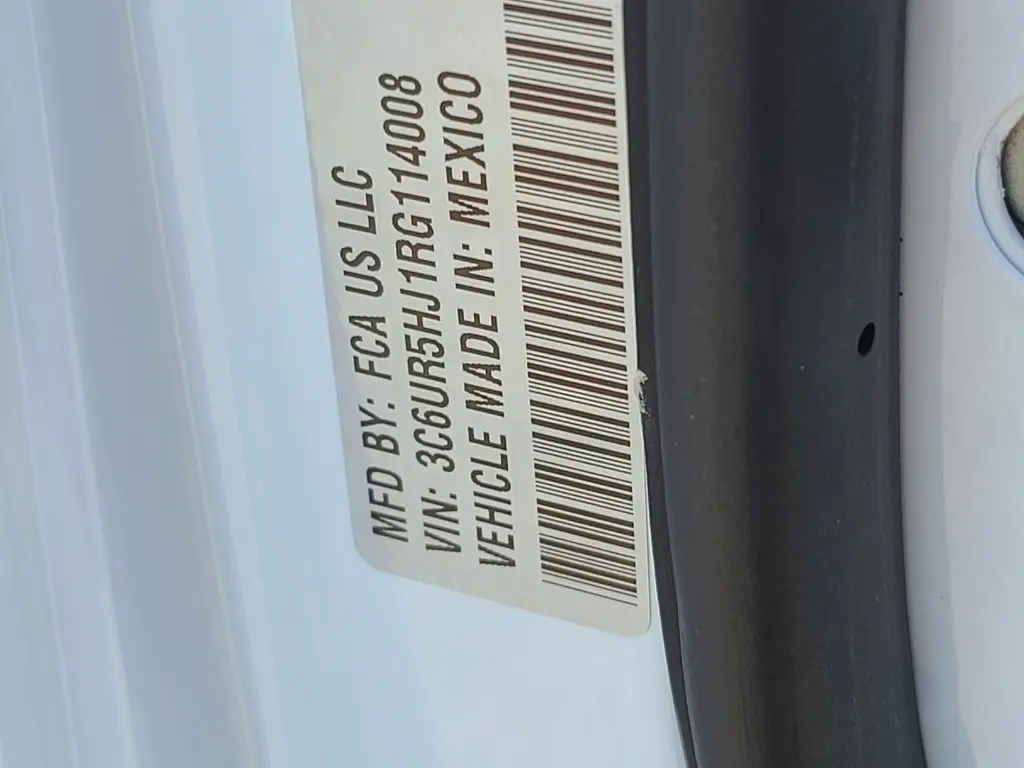 MFD BY: FCA US LLC
VIN: 3C6UR5HJ1RG114008
VEHICLE MADE IN: MEXICO